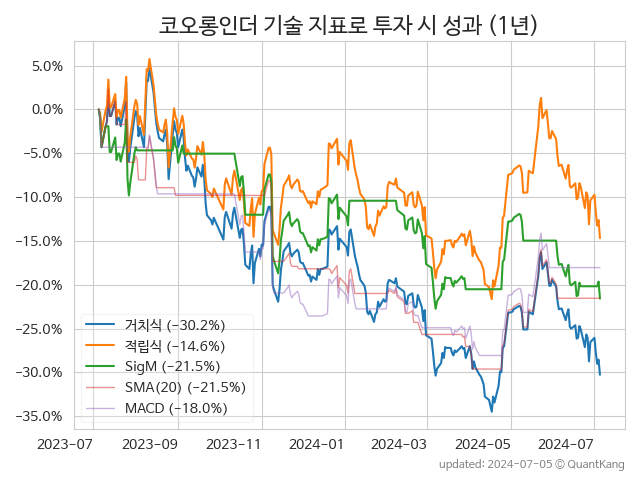 코오롱인더 기술 지표로 투자 시 성과 (1년)
5.0%
0.0%
−5.0%
−10.0%
−15.0%
−20.0%
−25.0%
−30.0%
−35.0%
거치식 (−30.2%)
적립식 (−14.6%)
SigM (−21.5%)
SMA(20) (−21.5%)
MACD (−18.0%)
2023-07 2023-09 2023-11 2024-01 2024-03 2024-05 2024-07
updated: 2024-07-05 © QuantKang